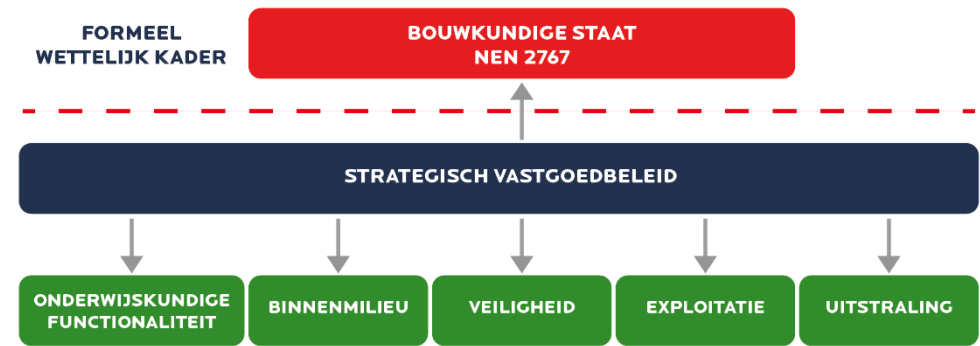 FORMEEL
WETTELIJK KADER
BOUWKUNDIGE STAAT
NEN 2767
STRATEGISCH VASTGOEDBELEID
ONDERWIJSKUNDIGE
FUNCTIONALITEIT
BINNENMILIEU
VEILIGHEID
EXPLOITATIE
UITSTRALING